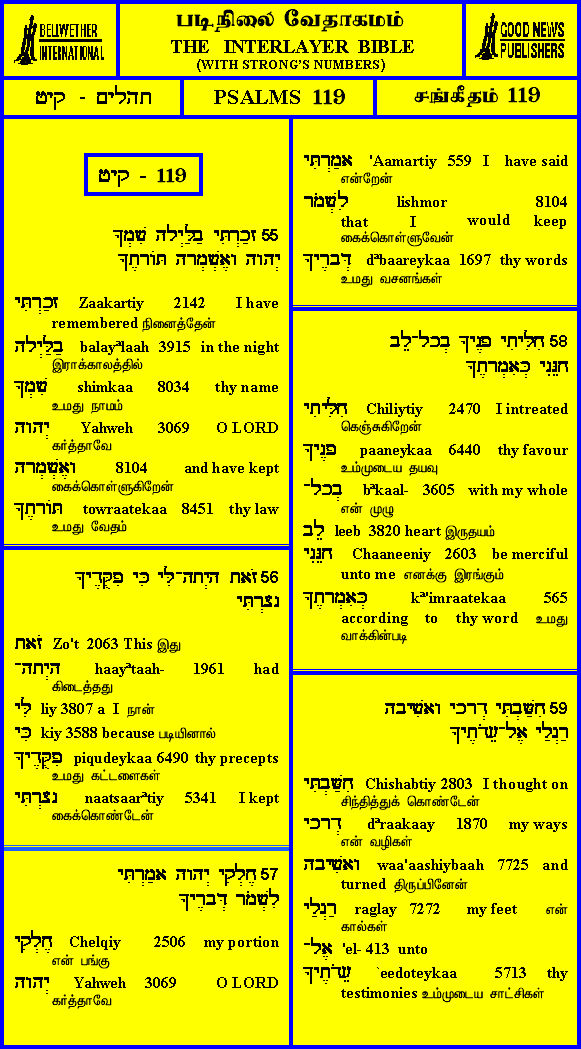 BELLWETHER INTERNATIONAL
படிநிலை வேதாகமம்
THE INTERLAYER BIBLE
(WITH STRONG'S NUMBERS)
GOOD NEWS PUBLISHERS
תהלים - קיט
PSALMS 119
சங்கீதம் 119
קיט - 119
55 זָכַרְתִּי בַלַּיְלָה שִׁמְךָ
יְהוָה וָאֶשְׁמְרָה תּוֹרָתֶךָ
זָכַרְתִּי Zaakartiy 2142 I have
remembered நினைத்தேன்
בַלַּיְלָה balayᵊlaah 3915 in the night
இராக்காலத்தில்
שִׁמְךָ shimkaa 8034 thy name
உமது நாமம்
יְהוָה Yahweh 3069 O LORD
கர்த்தாவே
וָאֶשְׁמְרָה 8104 and have kept
கைக்கொள்ளுகிறேன்
תּוֹרָתֶךָ towraatekaa 8451 thy law
உமது வேதம்
56 זֹאת הָיְתָה־לִּי כִּי פִקֻּדֶיךָ
נָצָרְתִּי
זֹאת Zo't 2063 This இது
הָיְתָה־ haayᵊtaah- 1961 had
கிடைத்தது
לִּי liy 3807 a I நான்
כִּי kiy 3588 because படியினால்
פִקֻּדֶיךָ piqudeykaa 6490 thy precepts
உமது கட்டளைகள்
נָצָרְתִּי naatsaarᵊtiy 5341 I kept
கைக்கொண்டேன்
57 חֶלְקִי יְהוָה אָמַרְתִּי
לִשְׁמֹר דְּבָרֶיךָ
חֶלְקִי Chelqiy 2506 my portion
என் பங்கு
יְהוָה Yahweh 3069 O LORD
கர்த்தாவே
אָמַרְתִּי 'Aamartiy 559 I have said
என்றேன்
לִשְׁמֹר lishmor 8104
that I would keep
கைக்கொள்ளுவேன்
דְּבָרֶיךָ dᵊbaareykaa 1697 thy words
உமது வசனங்கள்
58 חִלִּיתִי פָנֶיךָ בְכָל־לֵב
חָנֵּנִי כְּאִמְרָתֶךָ
חִלִּיתִי Chiliytiy 2470 I intreated
கெஞ்சுகிறேன்
פָנֶיךָ paaneykaa 6440 thy favour
உம்முடைய தயவு
בְכָל־ bᵊkaal- 3605 with my whole
என் முழு
לֵב leeb 3820 heart இருதயம்
חָנֵּנִי Chaaneeniy 2603 be merciful
unto me எனக்கு இரங்கும்
כְּאִמְרָתֶךָ kᵊ'imraatekaa 565
according to thy word உமது
வாக்கின்படி
59 חִשַּׁבְתִּי דְרָכָי וָאָשִׁיבָה
רַגְלַי אֶל־עֵדֹתֶיךָ
חִשַּׁבְתִּי Chishabtiy 2803 I thought on
சிந்தித்துக் கொண்டேன்
דְרָכָי dᵊraakaay 1870 my ways
என் வழிகள்
וָאָשִׁיבָה waa'aashiybaah 7725 and
turned திருப்பினேன்
רַגְלַי raglay 7272 my feet என்
கால்கள்
אֶל־ 'el- 413 unto
עֵדֹתֶיךָ `eedoteykaa 5713 thy
testimonies உம்முடைய சாட்சிகள்